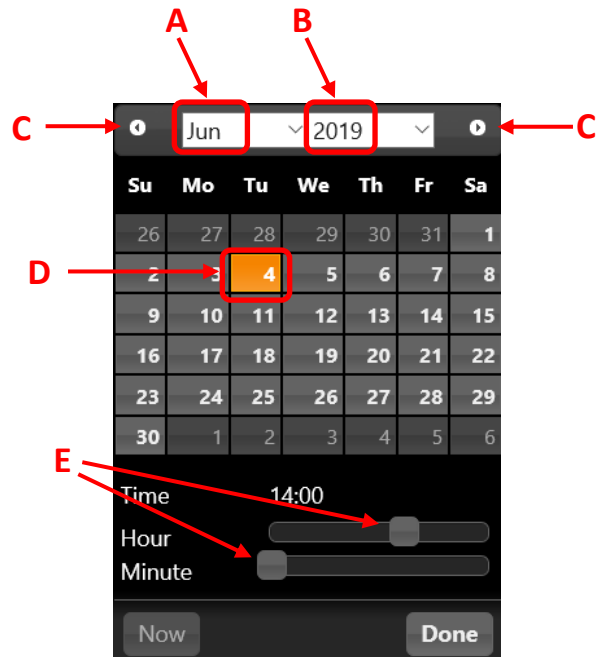 A B
C Jun 2019 C
Su Mo Tu We Th Fr Sa
26 27 28 29 30 31 1
D 2 3 4 5 6 7 8
9 10 11 12 13 14 15
16 17 18 19 20 21 22
23 24 25 26 27 28 29
30 1 2 3 4 5 6
E
Time 14:00
Hour
Minute
Now Done